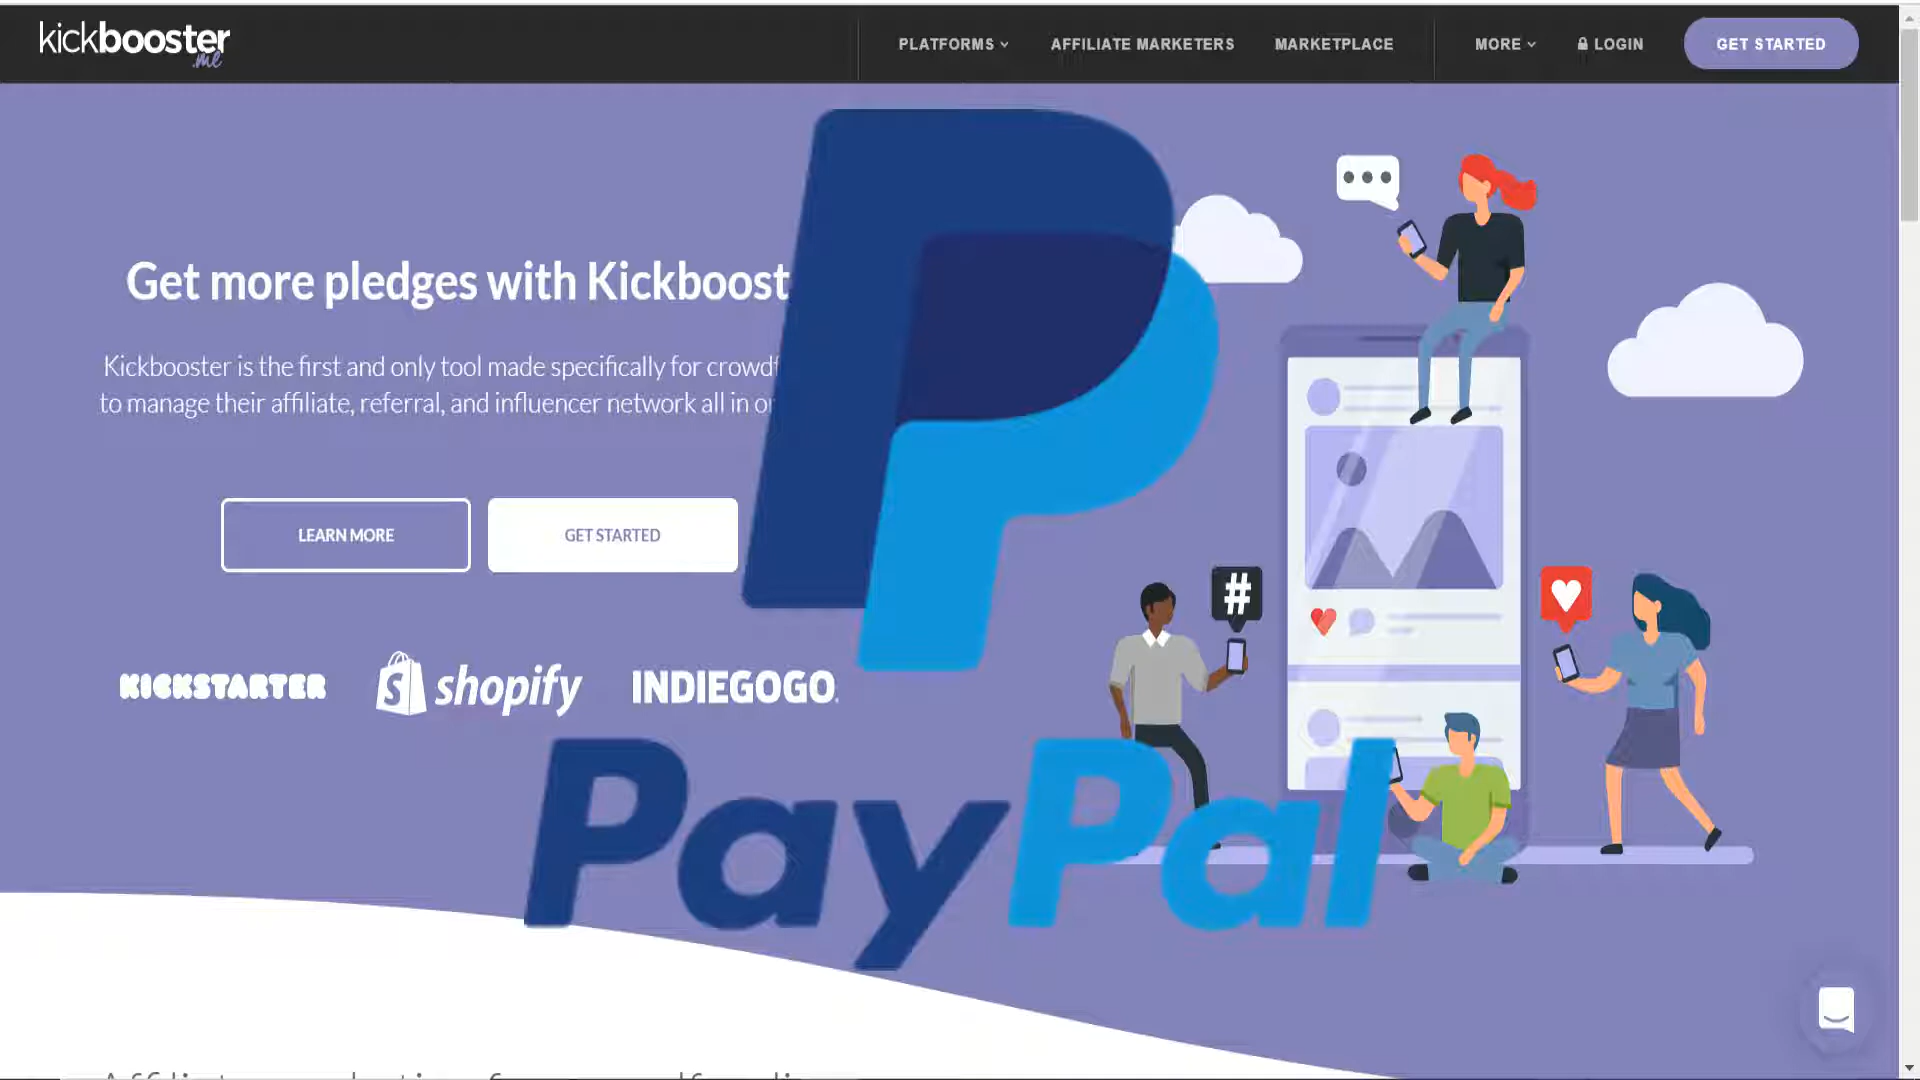 kickbooster
.me
PLATFORMS
AFFILIATE MARKETERS
MARKETPLACE
MORE
LOGIN
GET STARTED
Get more pledges with Kickboost
Kickbooster is the first and only tool made specifically for
to manage their affiliate, referral, and influencer network all in
LEARN MORE
GET STARTED
KICKSTARTER
shopify
INDIEGOGO.
#
PayPal